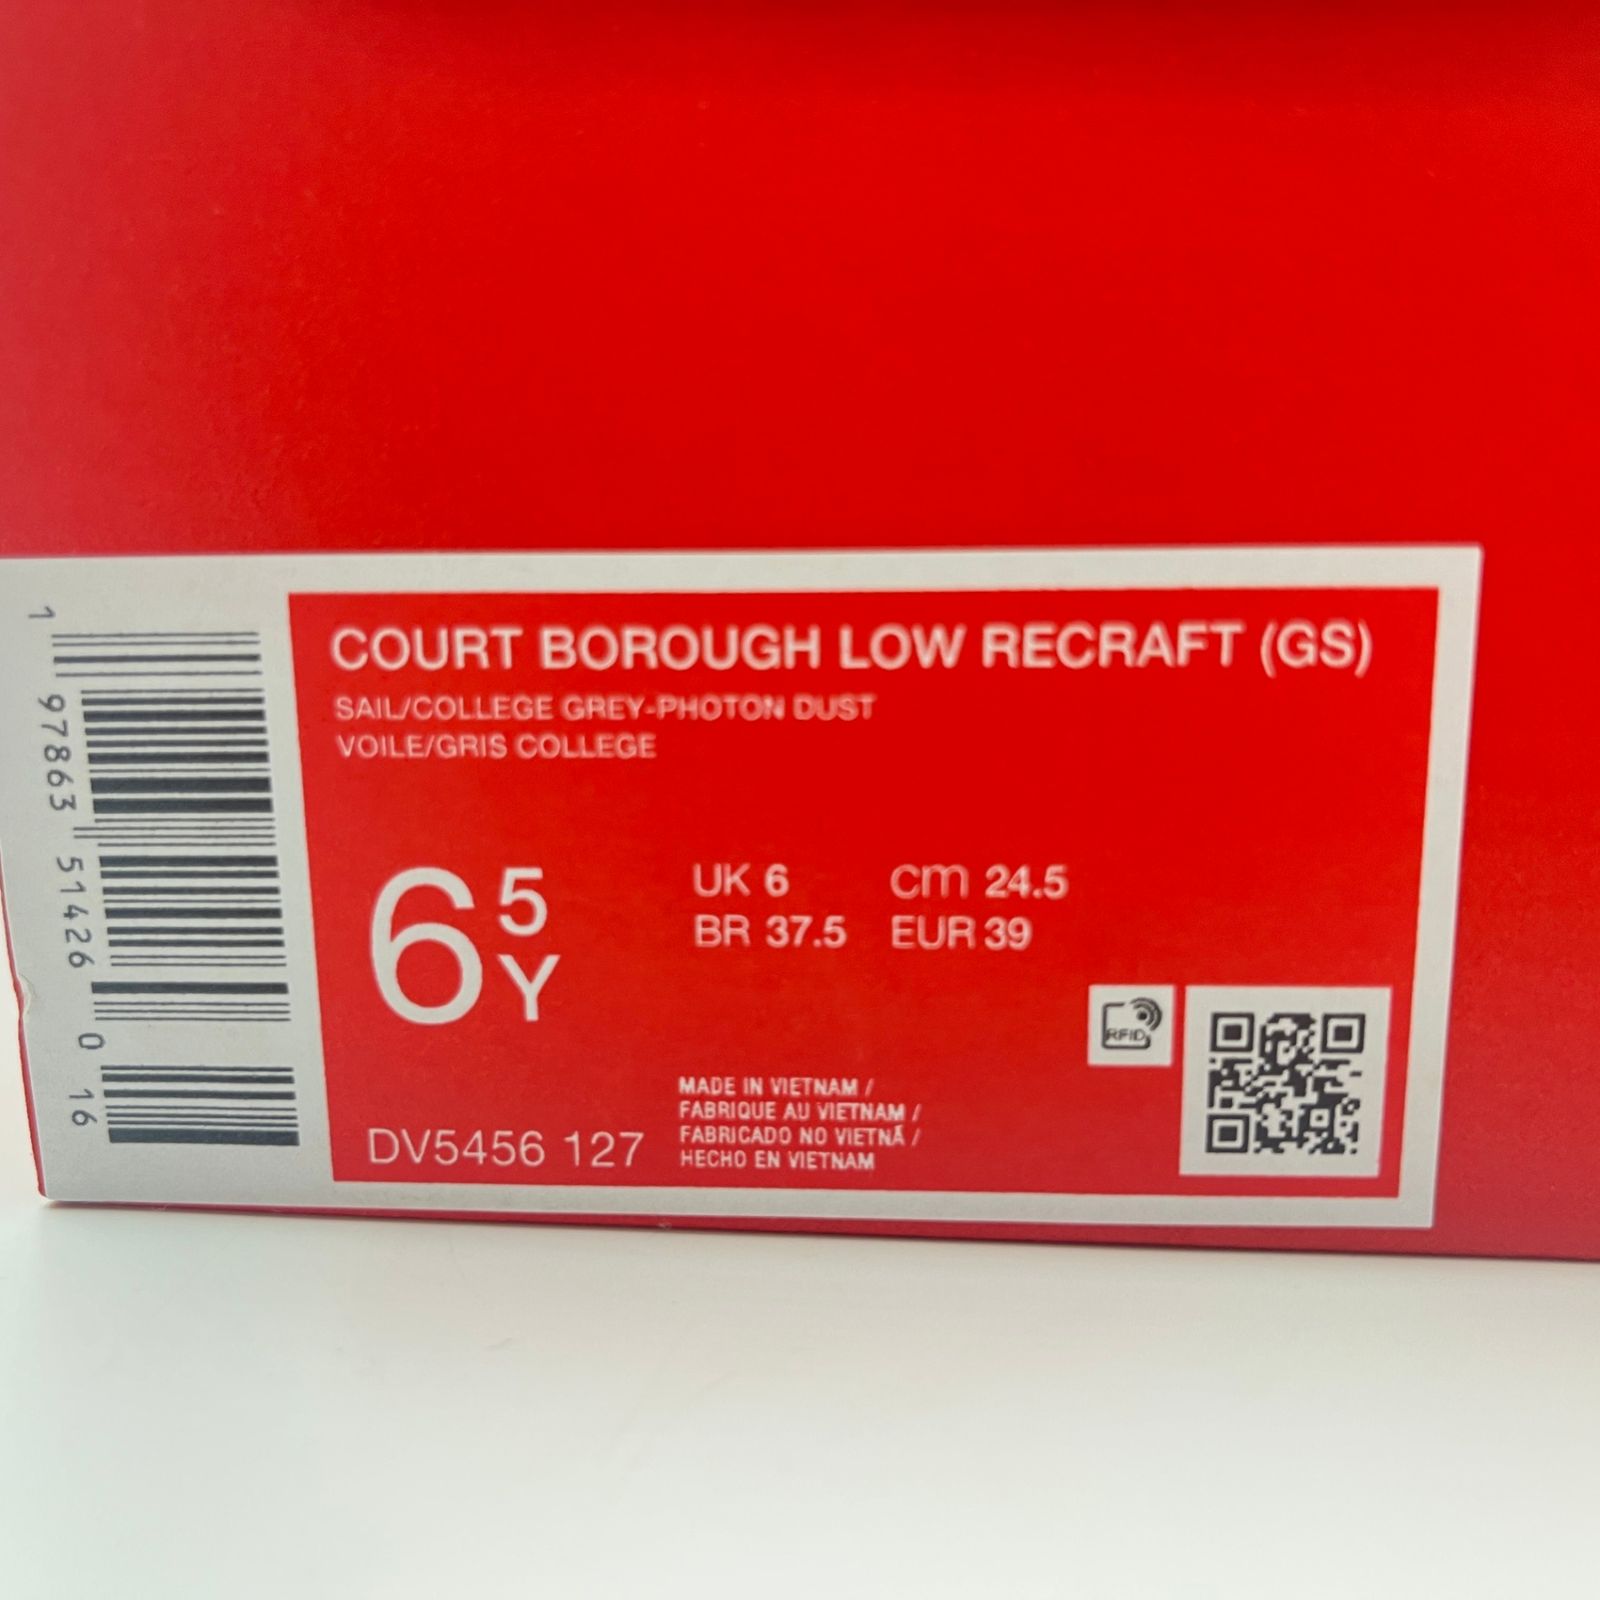 COURT BOROUGH LOW RECRAFT (GS)
SAIL/COLLEGE GREY-PHOTON DUST
VOILE/GRIS COLLEGE
6 5 Y
UK 6 cm 24.5
BR 37.5 EUR 39
RFID
MADE IN VIETNAM /
FABRIQUE AU VIETNAM /
FABRICADO NO VIETNÃ /
HECHO EN VIETNAM
DV5456 127
1 97863 51426 0 16